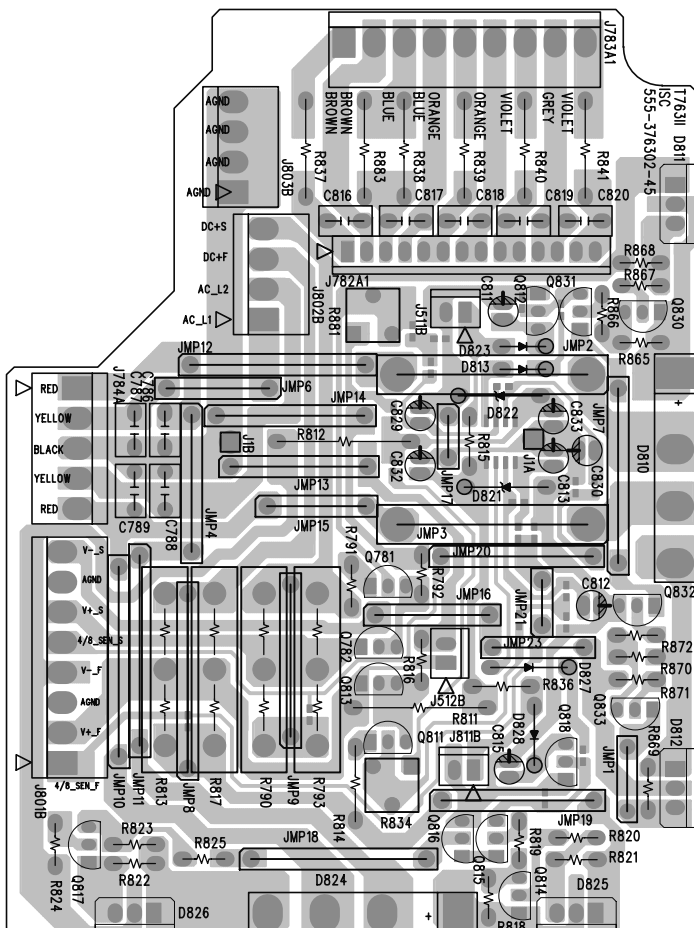 J783A1
T763II
ISC
555-376302-45
D811
BROWN
BROWN
BLUE
BLUE
ORANGE
ORANGE
VIOLET
GREY
VIOLET
AGND
AGND
AGND
AGND
J803B
R837
R883
R838
R839
R840
R841
C816
C817
C818
C819
C820
DC+S
DC+F
AC_L2
AC_L1
J802B
J782A1
R881
J511B
C811
Q812
Q831
R868
R867
R866
Q830
R865
JMP12
D823
D813
JMP2
JMP6
JMP14
D822
RED
YELLOW
BLACK
YELLOW
RED
J784A
C787
C786
C829
C833
JMP7
J1B
R812
R815
J1A
D810
C832
C813
C830
JMP13
JMP17
D821
C789
C788
JMP4
JMP15
JMP3
R791
Q781
R792
JMP20
V-_S
AGND
V+_S
4/8_SEN_S
V-_F
AGND
V+_F
4/8_SEN_F
J801B
JMP16
JMP21
C812
Q832
Q782
R816
JMP23
R872
R870
R871
Q813
J512B
R836
D827
R811
Q811
J811B
C815
D828
Q818
Q833
R869
D812
JMP1
JMP10
JMP11
R813
JMP8
R817
R790
JMP9
R793
R814
R834
Q816
JMP19
R820
R821
R819
R823
R825
JMP18
R822
R824
Q817
D824
Q815
Q814
D825
D826
R818
+
+